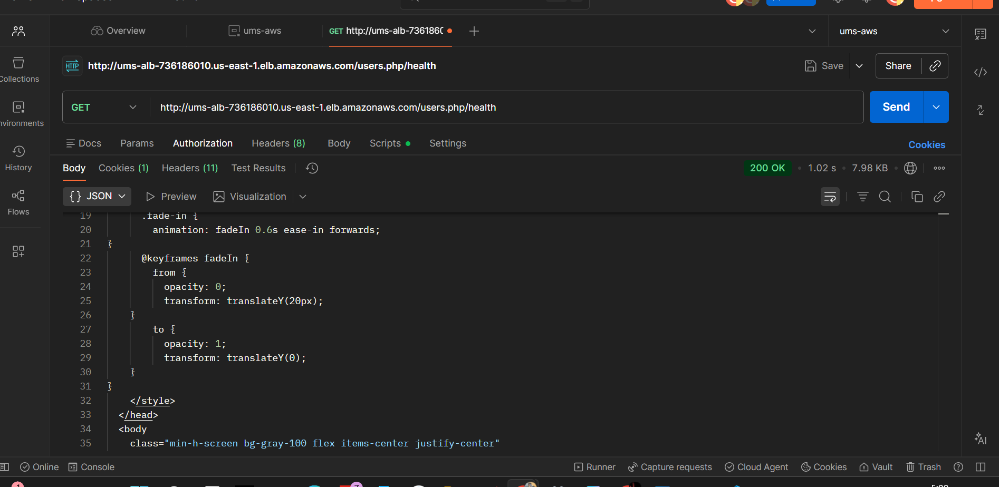 Overview
ums-aws
GET http://ums-alb-7361860
ums-aws
HTTP http://ums-alb-736186010.us-east-1.elb.amazonaws.com/users.php/health
Save
Share
Collections
GET
http://ums-alb-736186010.us-east-1.elb.amazonaws.com/users.php/health
Send
nvironments
Docs Params Authorization Headers (8) Body Scripts Settings
Cookies
History
Body Cookies (1) Headers (11) Test Results
200 OK • 1.02 s • 7.98 KB •
{} JSON Preview Visualization
Flows
19 .fade-in {
20 animation: fadeIn 0.6s ease-in forwards;
21 }
22 @keyframes fadeIn {
23 from {
24 opacity: 0;
25 transform: translateY(20px);
26 }
27 to {
28 opacity: 1;
29 transform: translateY(0);
30 }
31 }
32 </style>
33 </head>
34 <body
35 class="min-h-screen bg-gray-100 flex items-center justify-center"
AI
Online Console
Runner Capture requests Cloud Agent Cookies Vault Trash
1
7